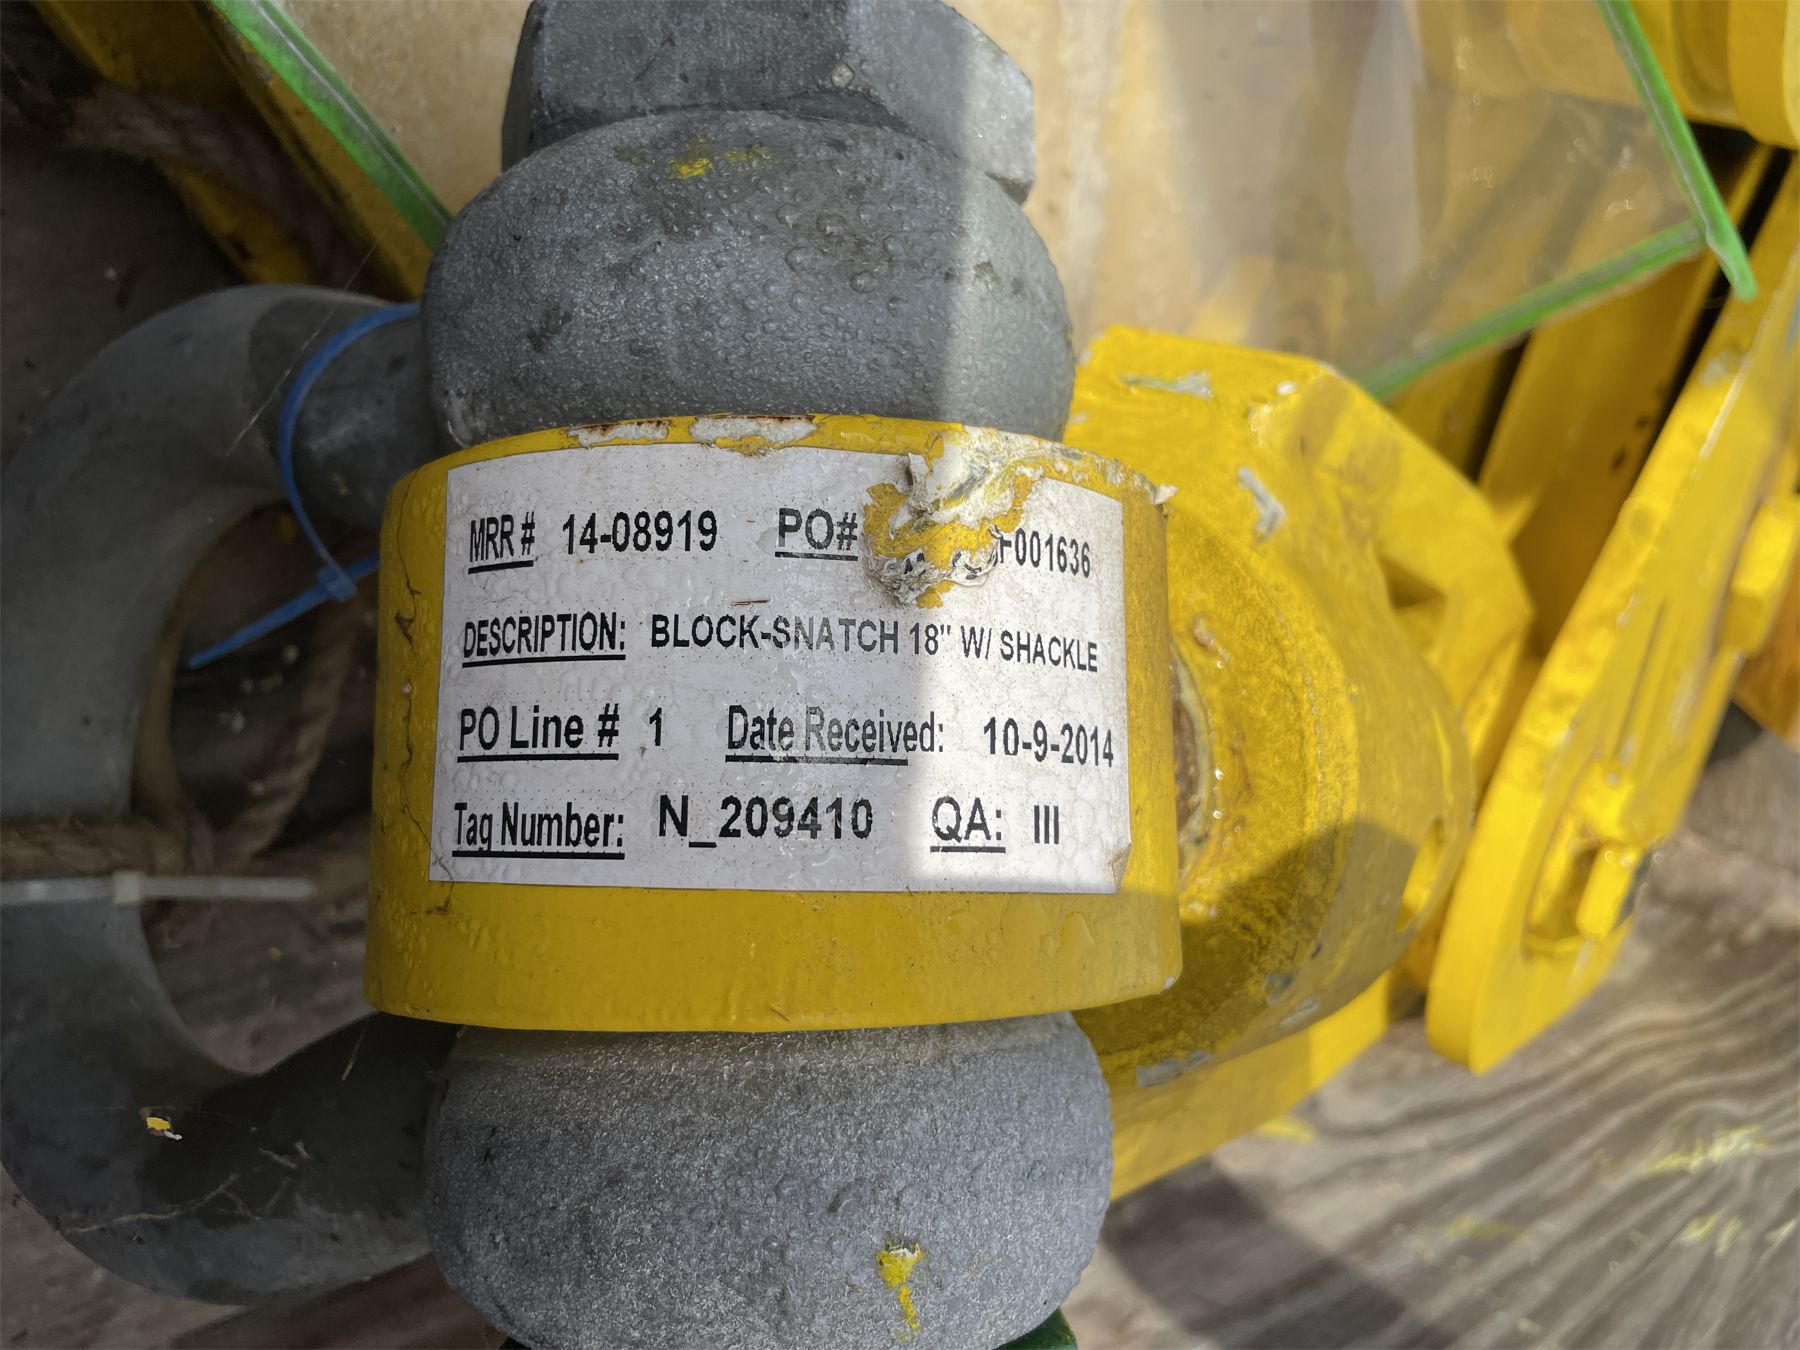 MRR # 14-08919 PO# F001636
DESCRIPTION: BLOCK-SNATCH 18" W/ SHACKLE
PO Line # 1 Date Received: 10-9-2014
Tag Number: N_209410 QA: III